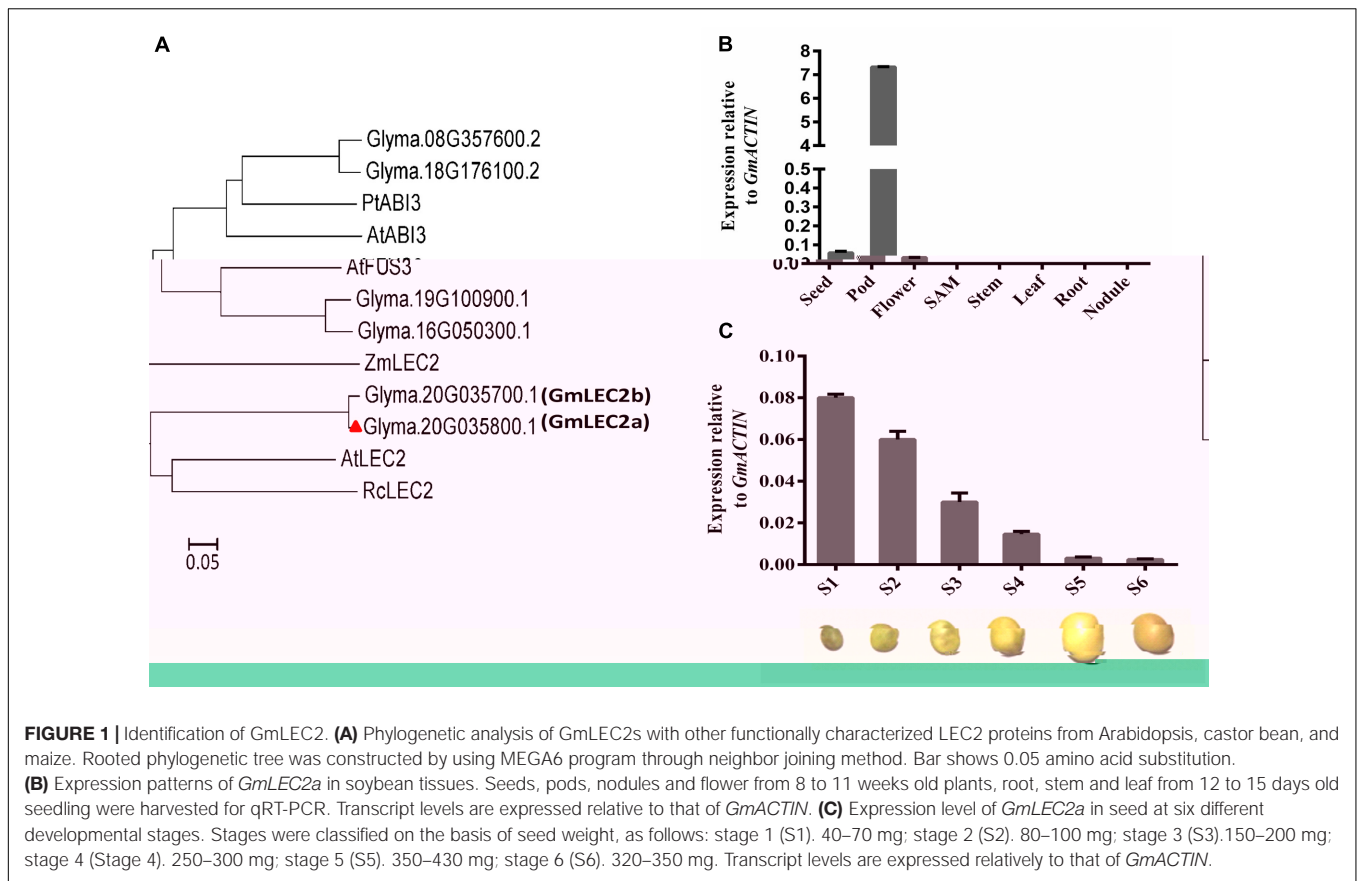 A
Glyma.08G357600.2
Glyma.18G176100.2
PtABI3
AtABI3
AtFUS3
Glyma.19G100900.1
Glyma.16G050300.1
ZmLEC2
Glyma.20G035700.1 (GmLEC2b)
Glyma.20G035800.1 (GmLEC2a)
AtLEC2
RcLEC2
0.05
B
Expression relative
to GmACTIN
8
7
6
5
4
0.5
0.4
0.3
0.2
0.1
0.0
Seed
Pod
Flower
SAM
Stem
Leaf
Root
Nodule
C
Expression relative
to GmACTIN
0.10
0.08
0.06
0.04
0.02
0.00
S1
S2
S3
S4
S5
S6
FIGURE 1 | Identification of GmLEC2. (A) Phylogenetic analysis of GmLEC2s with other functionally characterized LEC2 proteins from Arabidopsis, castor bean, and
maize. Rooted phylogenetic tree was constructed by using MEGA6 program through neighbor joining method. Bar shows 0.05 amino acid substitution.
(B) Expression patterns of GmLEC2a in soybean tissues. Seeds, pods, nodules and flower from 8 to 11 weeks old plants, root, stem and leaf from 12 to 15 days old
seedling were harvested for qRT-PCR. Transcript levels are expressed relative to that of GmACTIN. (C) Expression level of GmLEC2a in seed at six different
developmental stages. Stages were classified on the basis of seed weight, as follows: stage 1 (S1). 40–70 mg; stage 2 (S2). 80–100 mg; stage 3 (S3).150–200 mg;
stage 4 (Stage 4). 250–300 mg; stage 5 (S5). 350–430 mg; stage 6 (S6). 320–350 mg. Transcript levels are expressed relatively to that of GmACTIN.